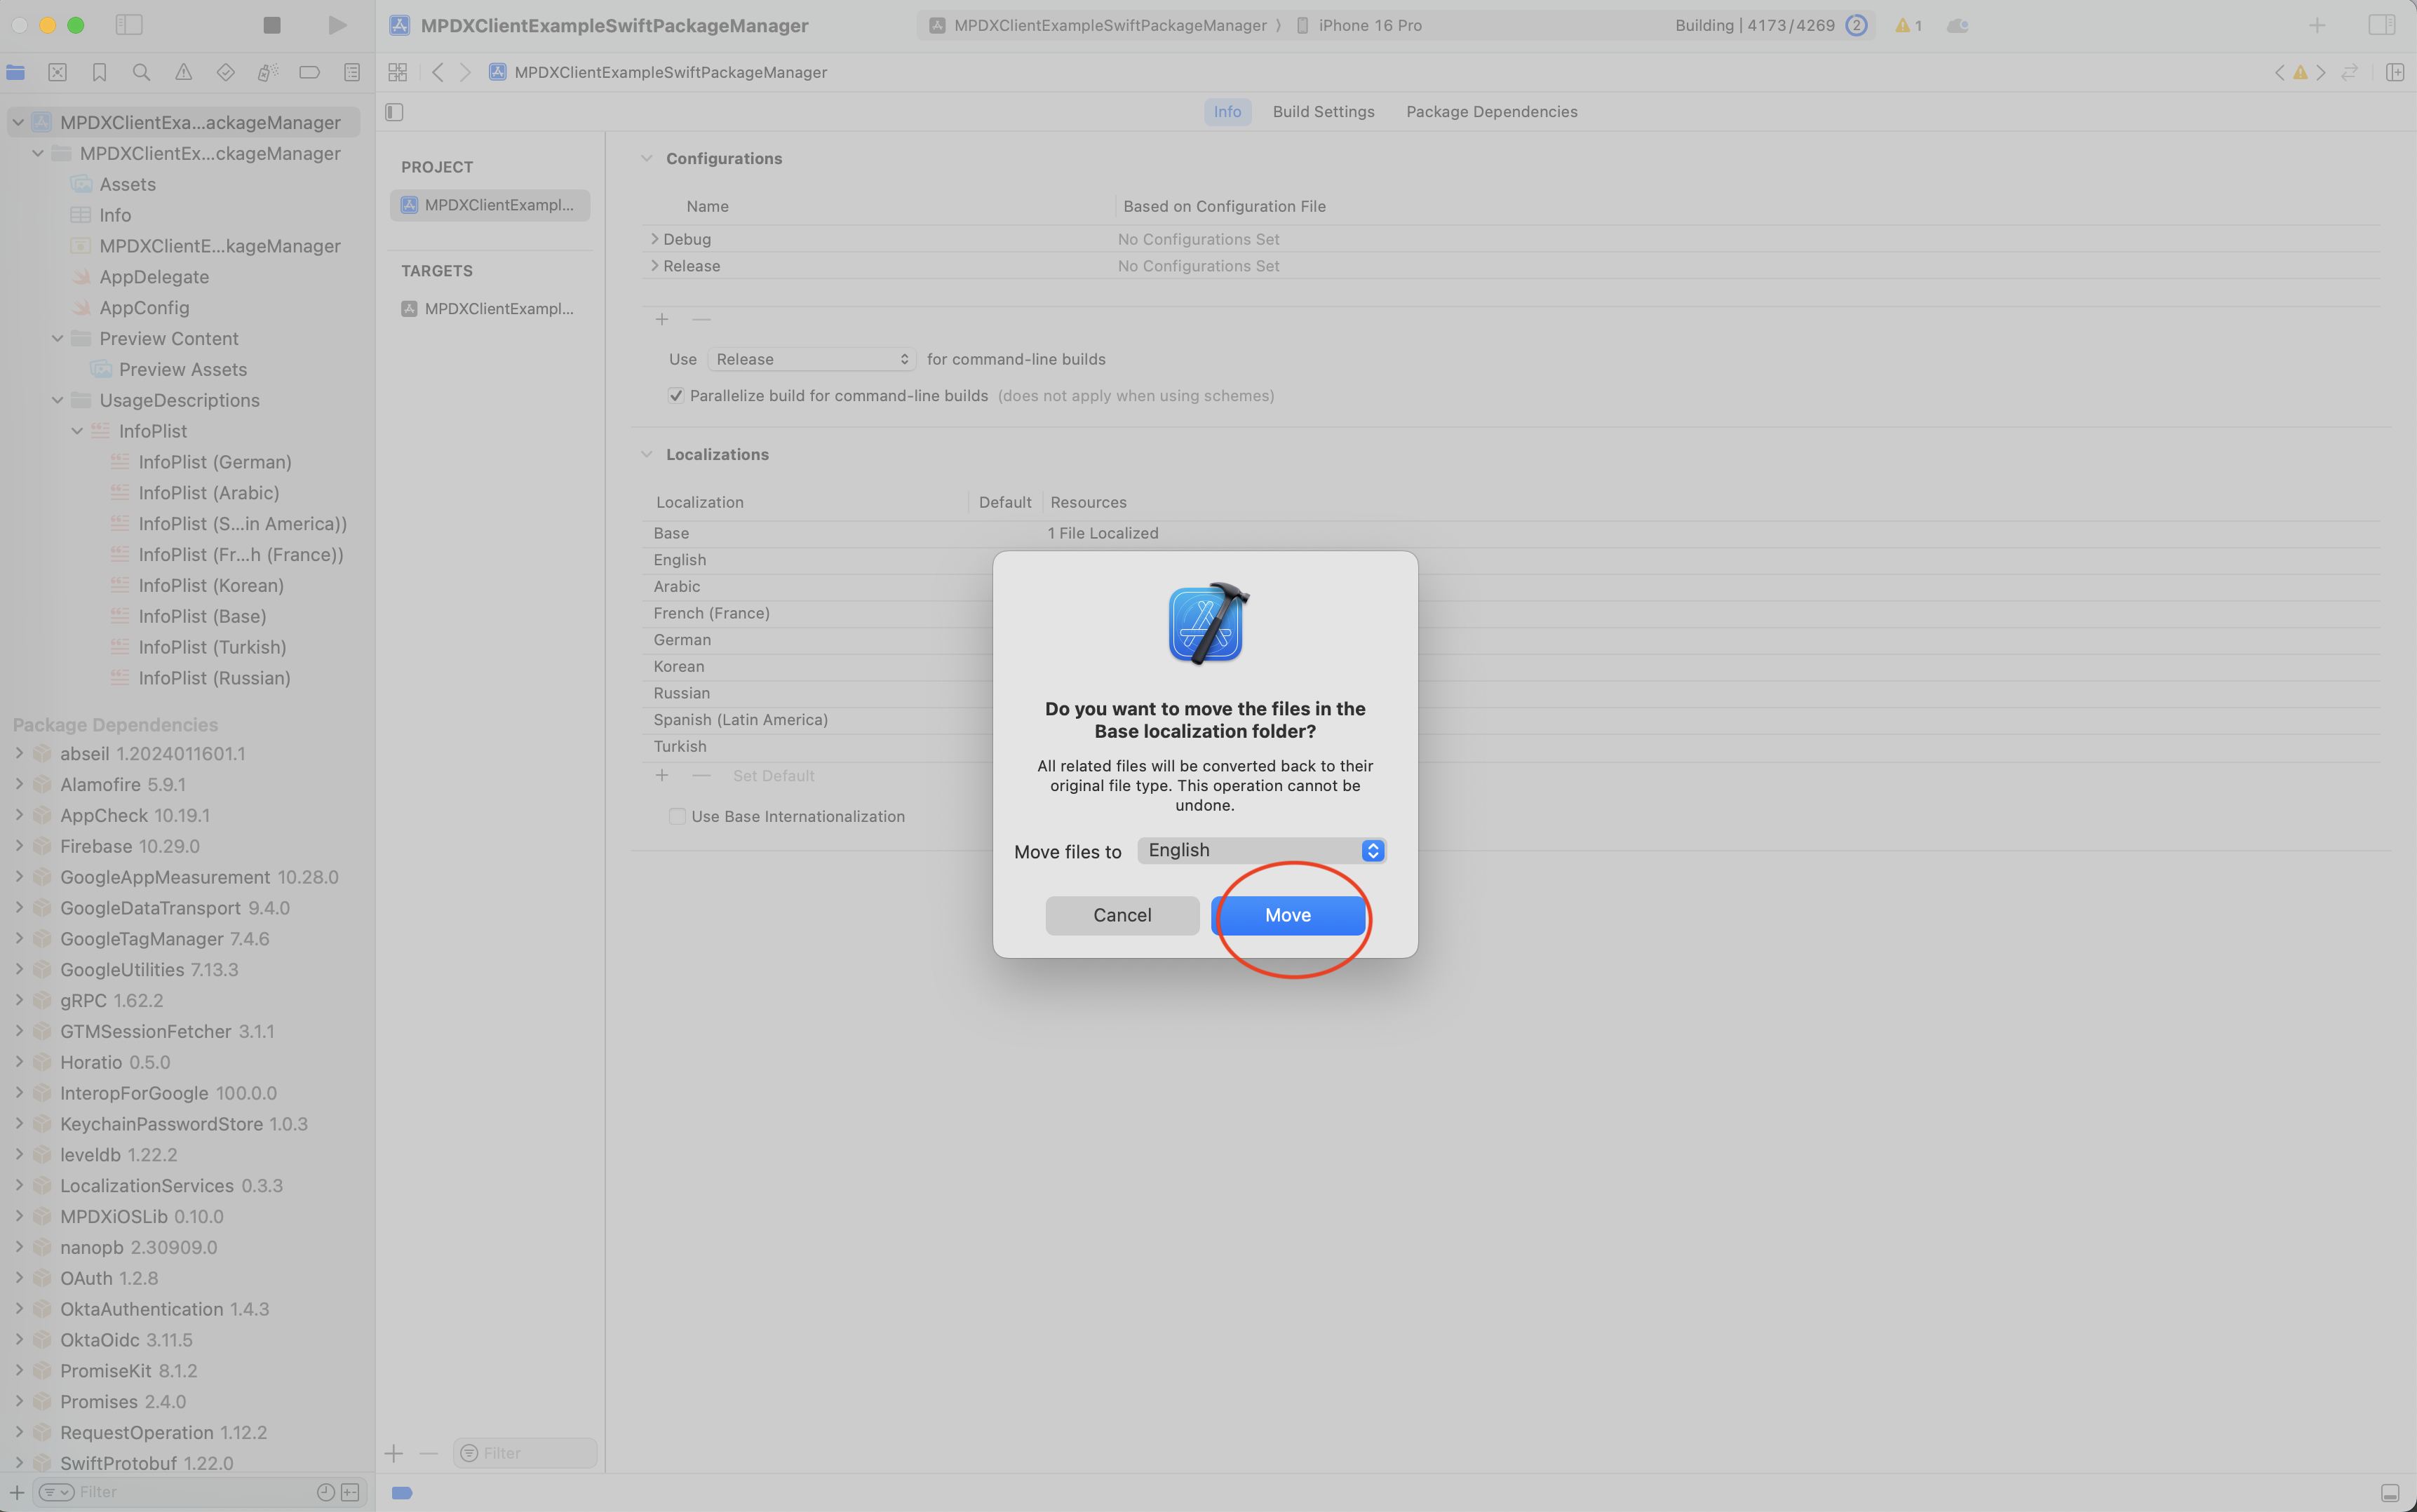 MPDXClientExampleSwiftPackageManager
MPDXClientExampleSwiftPackageManager
iPhone 16 Pro
Building | 4173/4269
2
1
MPDXClientExampleSwiftPackageManager
Info
Build Settings
Package Dependencies
MPDXClientExa...ackageManager
MPDXClientEx...ckageManager
Assets
Info
MPDXClientE...kageManager
AppDelegate
AppConfig
Preview Content
Preview Assets
UsageDescriptions
InfoPlist
InfoPlist (German)
InfoPlist (Arabic)
InfoPlist (S...in America))
InfoPlist (Fr...h (France))
InfoPlist (Korean)
InfoPlist (Base)
InfoPlist (Turkish)
InfoPlist (Russian)
Package Dependencies
abseil 1.2024011601.1
Alamofire 5.9.1
AppCheck 10.19.1
Firebase 10.29.0
GoogleAppMeasurement 10.28.0
GoogleDataTransport 9.4.0
GoogleTagManager 7.4.6
GoogleUtilities 7.13.3
gRPC 1.62.2
GTMSessionFetcher 3.1.1
Horatio 0.5.0
InteropForGoogle 100.0.0
KeychainPasswordStore 1.0.3
leveldb 1.22.2
LocalizationServices 0.3.3
MPDXiOSLib 0.10.0
nanopb 2.30909.0
OAuth 1.2.8
OktaAuthentication 1.4.3
OktaOidc 3.11.5
PromiseKit 8.1.2
Promises 2.4.0
RequestOperation 1.12.2
SwiftProtobuf 1.22.0
Filter
PROJECT
MPDXClientExampl...
TARGETS
MPDXClientExampl...
Filter
Configurations
Name
Based on Configuration File
Debug
No Configurations Set
Release
No Configurations Set
Use
Release
for command-line builds
Parallelize build for command-line builds (does not apply when using schemes)
Localizations
Localization
Default
Resources
Base
1 File Localized
English
Arabic
French (France)
German
Korean
Russian
Spanish (Latin America)
Turkish
Set Default
Use Base Internationalization
Do you want to move the files in the
Base localization folder?
All related files will be converted back to their
original file type. This operation cannot be
undone.
Move files to
English
Cancel
Move